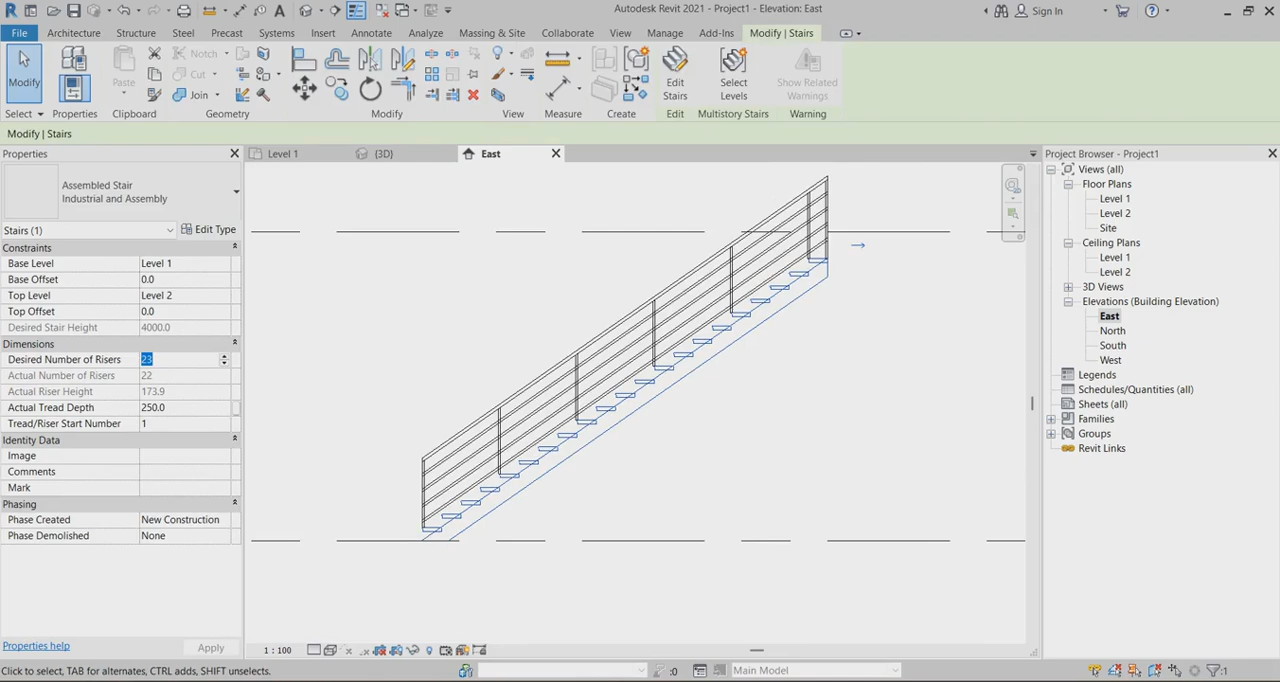 Autodesk Revit 2021 - Project1 - Elevation: East
Sign In
File
Architecture
Structure
Steel
Precast
Systems
Insert
Annotate
Analyze
Massing & Site
Collaborate
View
Manage
Add-Ins
Modify | Stairs
Modify
Paste
Notch
Cut
Join
Edit
Stairs
Select
Levels
Show Related
Warnings
Select
Properties
Clipboard
Geometry
Modify
View
Measure
Create
Edit
Multistory Stairs
Warning
Modify | Stairs
Properties
Assembled Stair
Industrial and Assembly
Stairs (1)
Edit Type
Constraints
Base Level Level 1
Base Offset 0.0
Top Level Level 2
Top Offset 0.0
Desired Stair Height 4000.0
Dimensions
Desired Number of Risers 23
Actual Number of Risers 22
Actual Riser Height 173.9
Actual Tread Depth 250.0
Tread/Riser Start Number 1
Identity Data
Image
Comments
Mark
Phasing
Phase Created New Construction
Phase Demolished None
Properties help
Apply
Level 1
(3D)
East
1 : 100
Project Browser - Project1
Views (all)
Floor Plans
Level 1
Level 2
Site
Ceiling Plans
Level 1
Level 2
3D Views
Elevations (Building Elevation)
East
North
South
West
Legends
Schedules/Quantities (all)
Sheets (all)
Families
Groups
Revit Links
Click to select, TAB for alternates, CTRL adds, SHIFT unselects.
:0
Main Model
:1